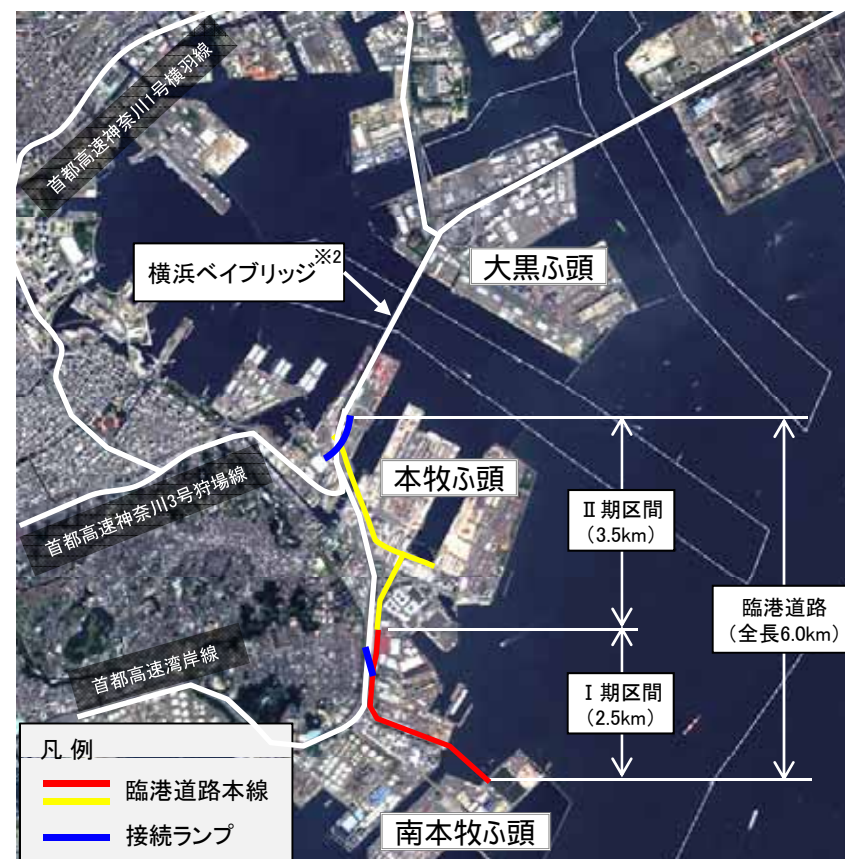 首都高速神奈川1号横羽線
横浜ベイブリッジ※2
大黒ふ頭
本牧ふ頭
首都高速神奈川3号狩場線
Ⅱ期区間
(3.5km)
臨港道路
(全長6.0km)
首都高速湾岸線
Ⅰ期区間
(2.5km)
凡例
臨港道路本線
接続ランプ
南本牧ふ頭